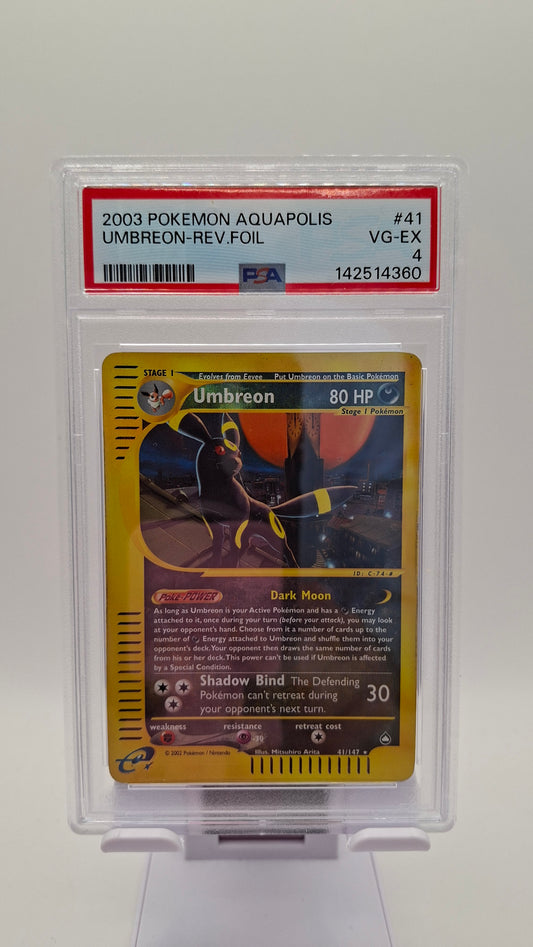 2003 POKEMON AQUAPOLIS #41
UMBREON-REV.FOIL VG-EX
4
PSA 142514360
STAGE 1 Evolves from Eevee Put Umbreon on the Basic Pokémon
Umbreon 80 HP
Stage 1 Pokémon
ID: C-74-#
Poké-POWER Dark Moon
As long as Umbreon is your Active Pokémon and has a Energy
attached to it, once during your turn (before your attack), you may look
at your opponent's hand. Choose from it a number of cards up to the
number of Energy attached to Umbreon and shuffle them into your
opponent's deck. Your opponent then draws the same number of cards
from his or her deck. This power can't be used if Umbreon is affected
by a Special Condition.
Shadow Bind The Defending
Pokémon can't retreat during
your opponent's next turn.
30
weakness resistance retreat cost
-30
© 2002 Pokémon / Nintendo Illus. Mitsuhiro Arita 41/147 ★
e x